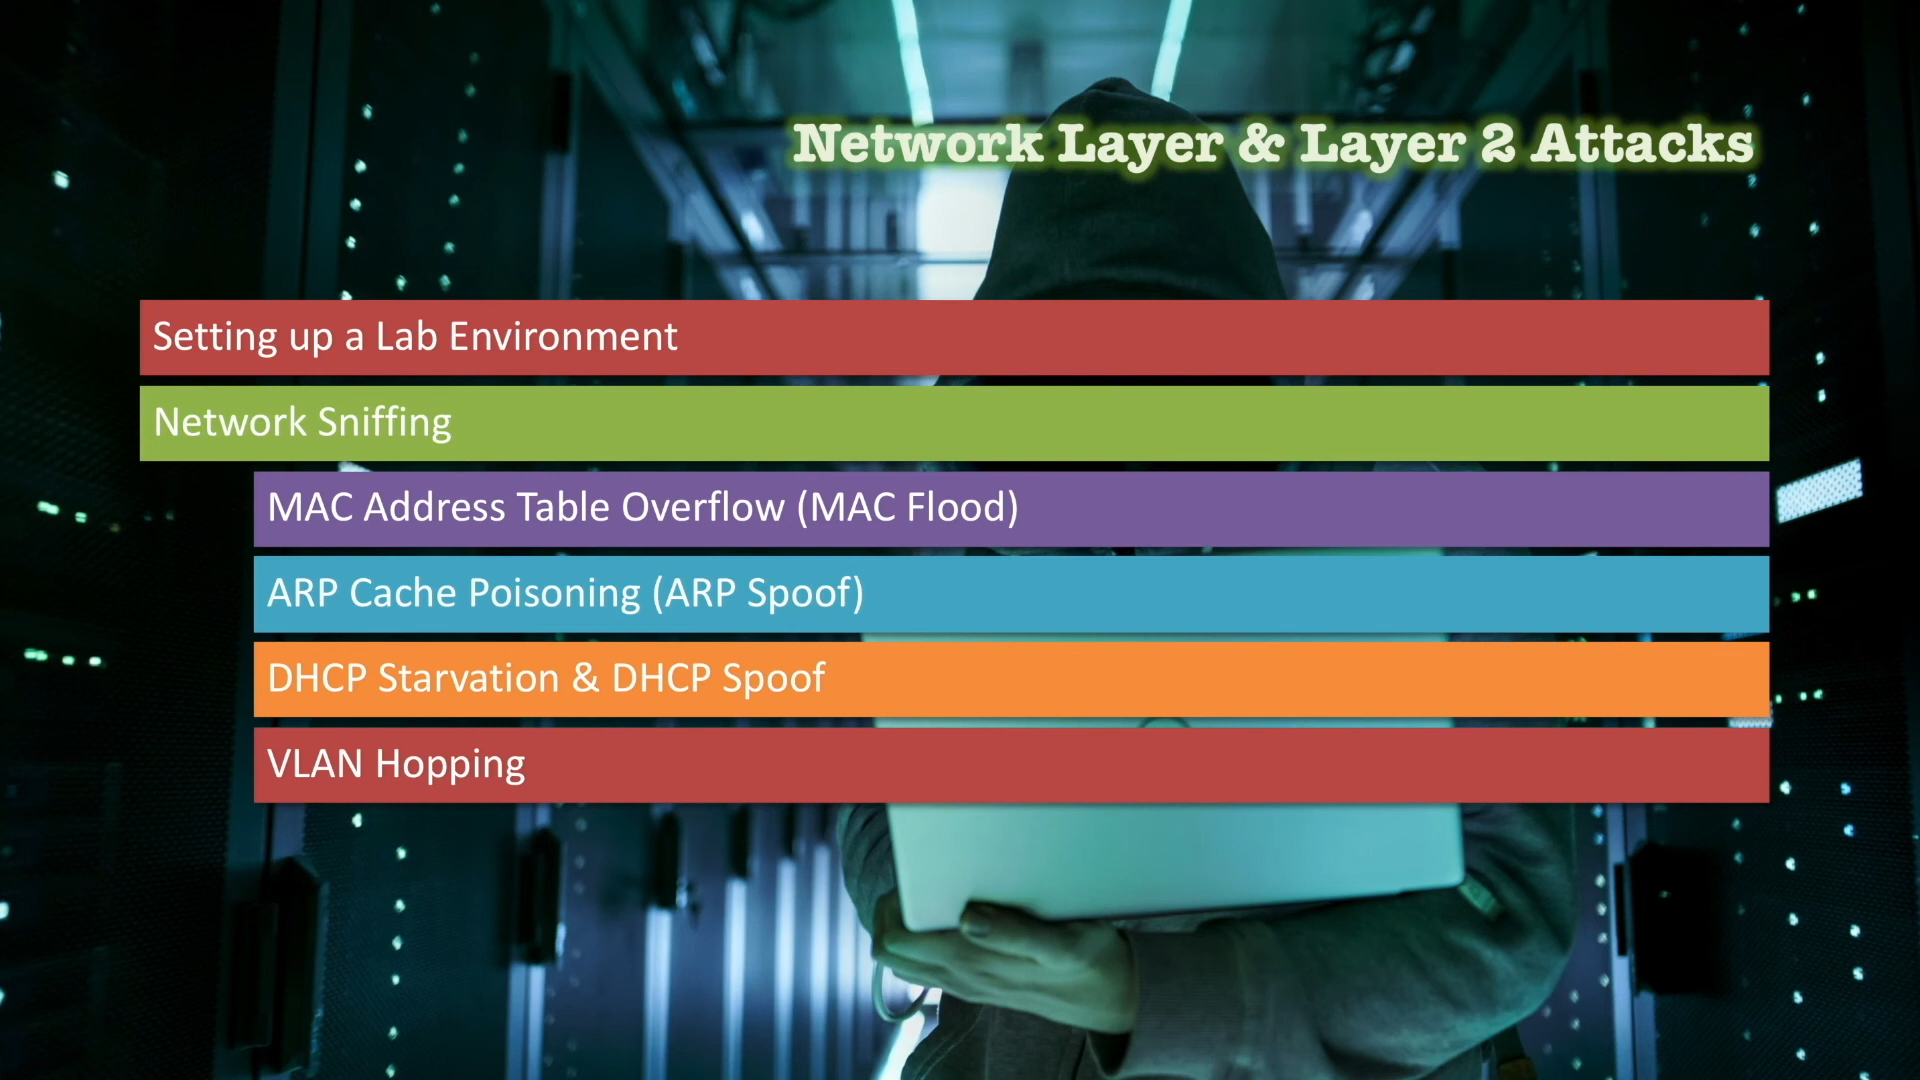 Network Layer & Layer 2 Attacks
Setting up a Lab Environment
Network Sniffing
MAC Address Table Overflow (MAC Flood)
ARP Cache Poisoning (ARP Spoof)
DHCP Starvation & DHCP Spoof
VLAN Hopping